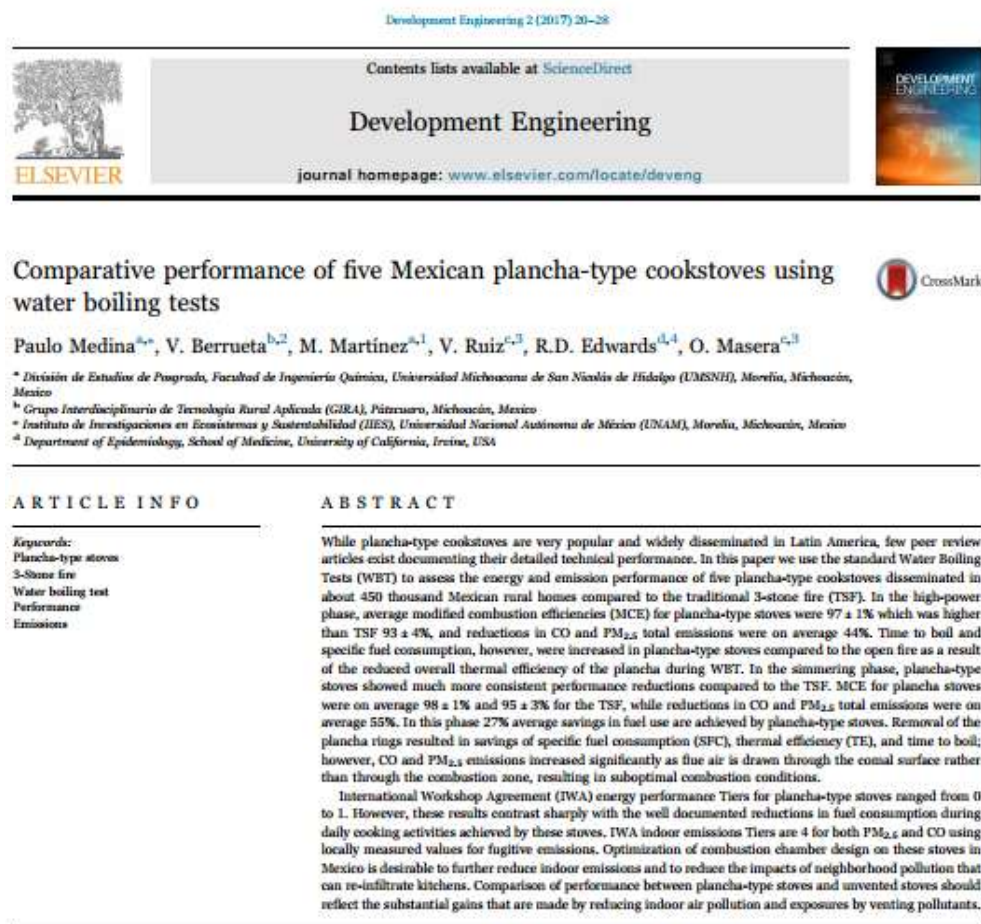 Development Engineering 2 (2017) 20–28
Contents lists available at ScienceDirect
DEVELOPMENT
ENGINEERING
Development Engineering
ELSEVIER
journal homepage: www.elsevier.com/locate/deveng
Comparative performance of five Mexican plancha-type cookstoves using
water boiling tests
CrossMark
Paulo Medina a,*, V. Berrueta b,2, M. Martínez a,1, V. Ruiz c,3, R.D. Edwards d,4, O. Masera c,3
a División de Estudios de Posgrado, Facultad de Ingeniería Química, Universidad Michoacana de San Nicolás de Hidalgo (UMSNH), Morelia, Michoacán,
Mexico
b Grupo Interdisciplinario de Tecnología Rural Aplicada (GIRA), Pátzcuaro, Michoacán, Mexico
c Instituto de Investigaciones en Ecosistemas y Sustentabilidad (IIES), Universidad Nacional Autónoma de México (UNAM), Morelia, Michoacán, Mexico
d Department of Epidemiology, School of Medicine, University of California, Irvine, USA
ARTICLE INFO
Keywords:
Plancha-type stoves
3-Stone fire
Water boiling test
Performance
Emissions
ABSTRACT
While plancha-type cookstoves are very popular and widely disseminated in Latin America, few peer review
articles exist documenting their detailed technical performance. In this paper we use the standard Water Boiling
Tests (WBT) to assess the energy and emission performance of five plancha-type cookstoves disseminated in
about 450 thousand Mexican rural homes compared to the traditional 3-stone fire (TSF). In the high-power
phase, average modified combustion efficiencies (MCE) for plancha-type stoves were 97 ± 1% which was higher
than TSF 93 ± 4%, and reductions in CO and PM2.5 total emissions were on average 44%. Time to boil and
specific fuel consumption, however, were increased in plancha-type stoves compared to the open fire as a result
of the reduced overall thermal efficiency of the plancha during WBT. In the simmering phase, plancha-type
stoves showed much more consistent performance reductions compared to the TSF. MCE for plancha stoves
were on average 98 ± 1% and 95 ± 3% for the TSF, while reductions in CO and PM2.5 total emissions were on
average 55%. In this phase 27% average savings in fuel use are achieved by plancha-type stoves. Removal of the
plancha rings resulted in savings of specific fuel consumption (SFC), thermal efficiency (TE), and time to boil;
however, CO and PM2.5 emissions increased significantly as flue air is drawn through the comal surface rather
than through the combustion zone, resulting in suboptimal combustion conditions.
International Workshop Agreement (IWA) energy performance Tiers for plancha-type stoves ranged from 0
to 1. However, these results contrast sharply with the well documented reductions in fuel consumption during
daily cooking activities achieved by these stoves. IWA indoor emissions Tiers are 4 for both PM2.5 and CO using
locally measured values for fugitive emissions. Optimization of combustion chamber design on these stoves in
Mexico is desirable to further reduce indoor emissions and to reduce the impacts of neighborhood pollution that
can re-infiltrate kitchens. Comparison of performance between plancha-type stoves and unvented stoves should
reflect the substantial gains that are made by reducing indoor air pollution and exposures by venting pollutants.